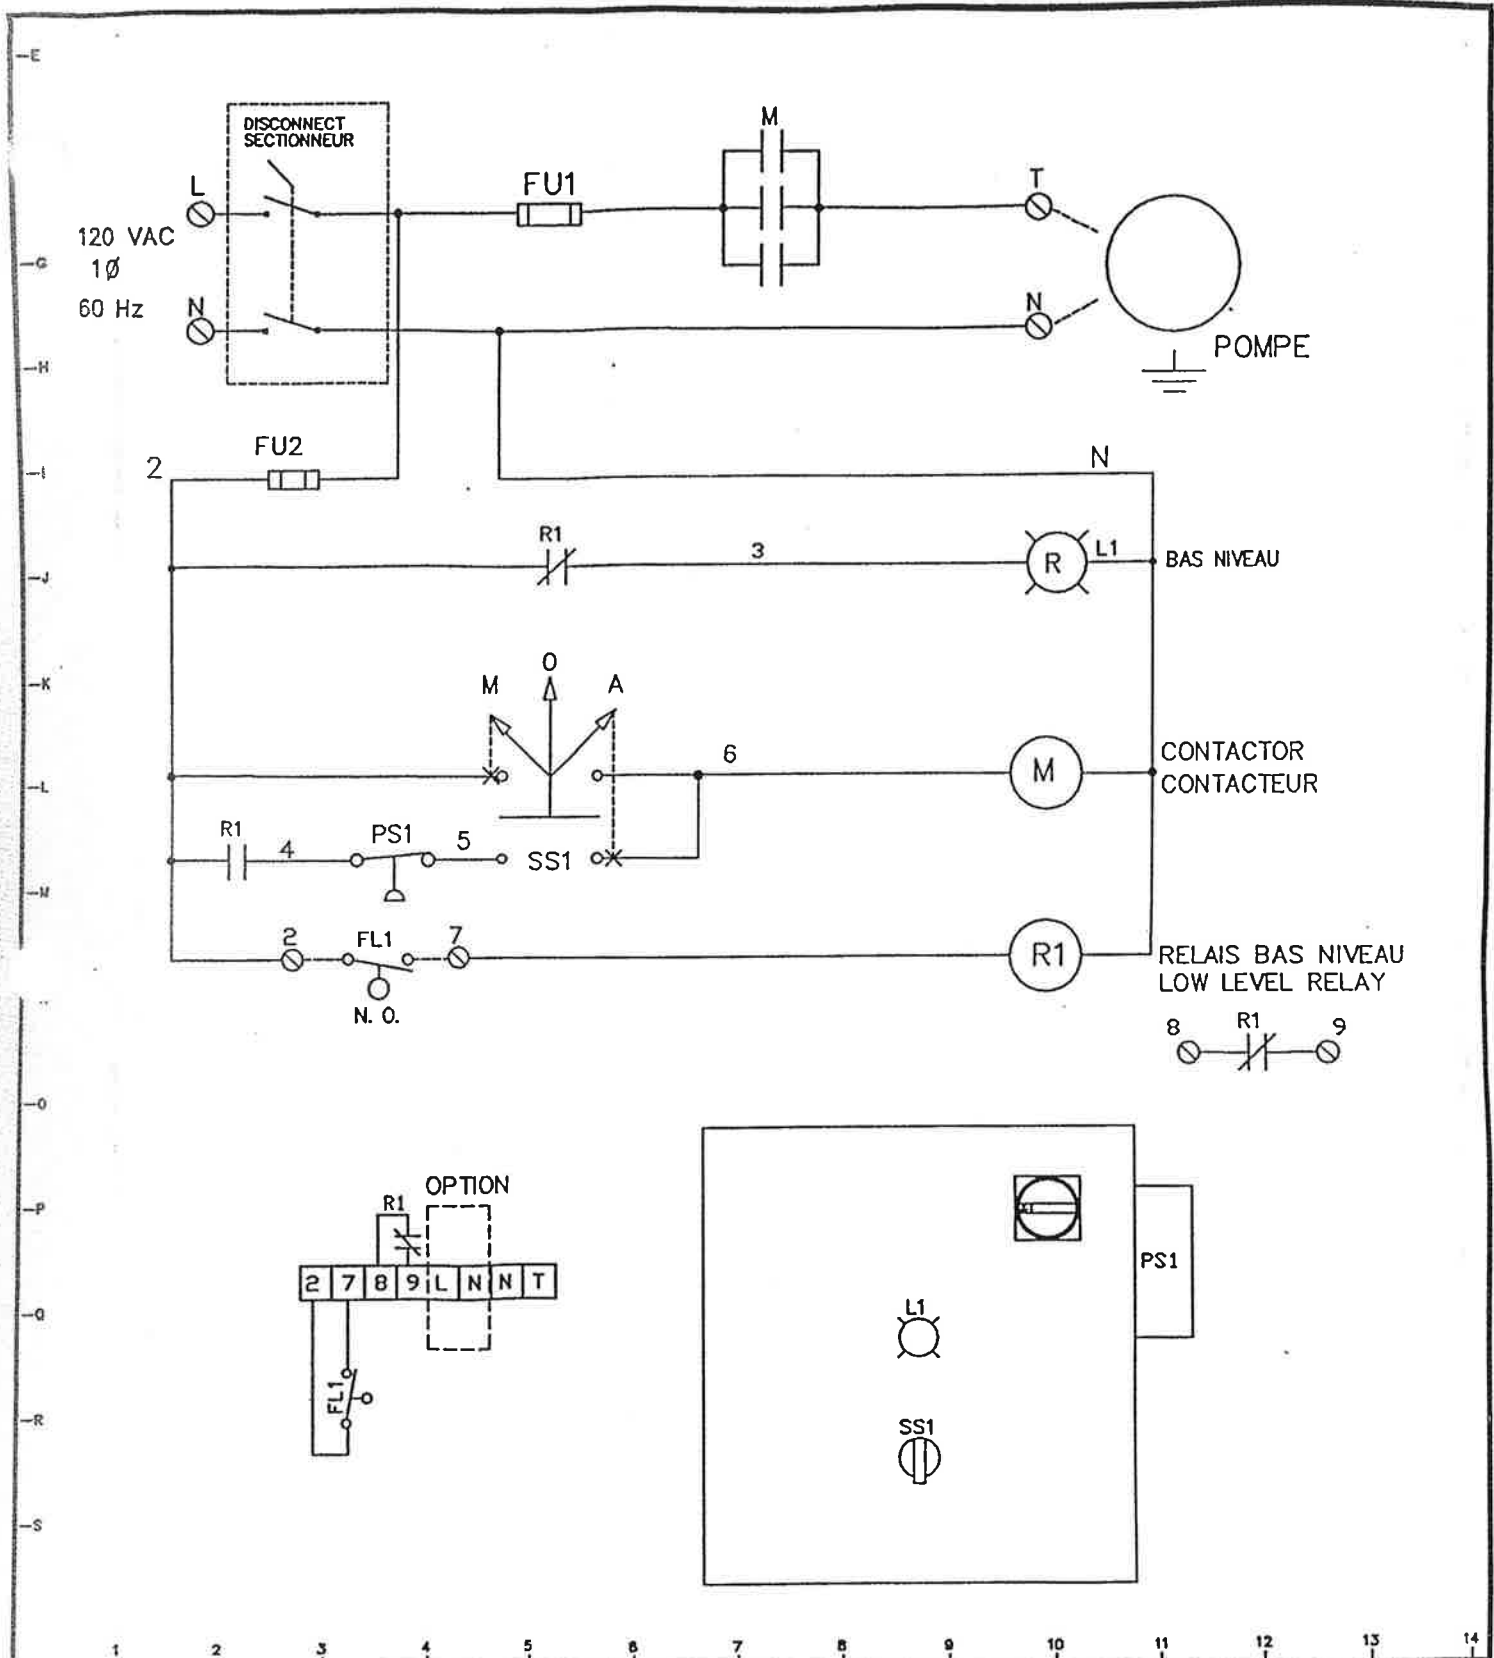 E
DISCONNECT
SECTIONNEUR
M
L
FU1
T
120 VAC
1Ø
60 Hz
G
N
N
POMPE
H
FU2
2
N
R1
3
R
L1
BAS NIVEAU
J
O
M
A
K
6
M
CONTACTOR
CONTACTEUR
L
R1
4
PS1
5
SS1
M
2
FL1
7
R1
RELAIS BAS NIVEAU
LOW LEVEL RELAY
N. O.
8
R1
9
O
OPTION
R1
P
2 7 8 9 L N N T
PS1
Q
L1
FL1
R
SS1
S
1 2 3 4 5 6 7 8 9 10 11 12 13 14